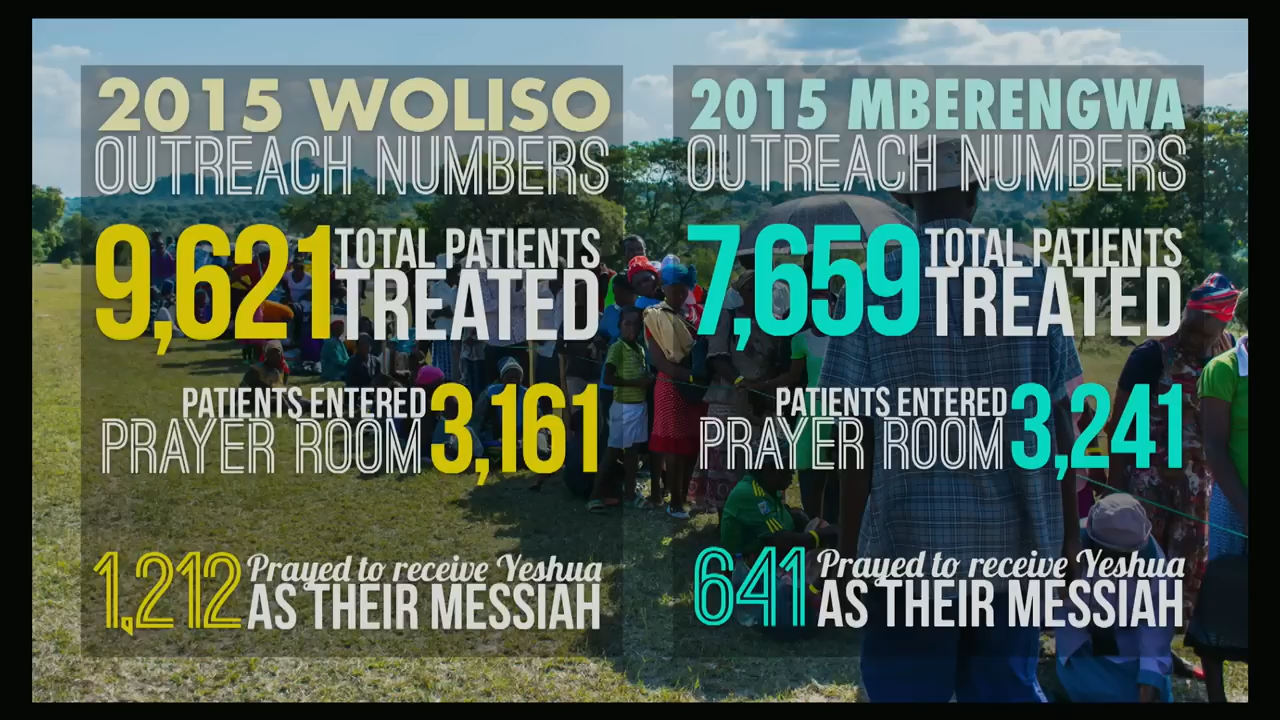 2015 WOLISO
OUTREACH NUMBERS
9,621 TOTAL PATIENTS
TREATED
PATIENTS ENTERED
PRAYER ROOM 3,161
1,212 Prayed to receive Yeshua
AS THEIR MESSIAH
2015 MBERENGWA
OUTREACH NUMBERS
7,659 TOTAL PATIENTS
TREATED
PATIENTS ENTERED
PRAYER ROOM 3,241
641 Prayed to receive Yeshua
AS THEIR MESSIAH